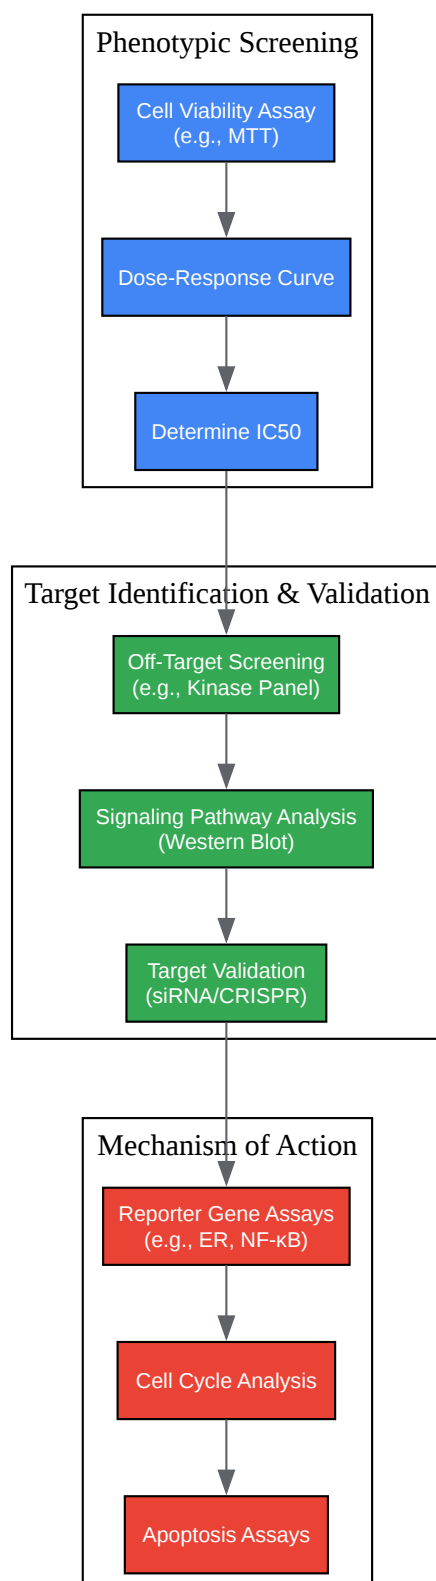 Phenotypic Screening
Cell Viability Assay
(e.g., MTT)
Dose-Response Curve
Determine IC50
Target Identification & Validation
Off-Target Screening
(e.g., Kinase Panel)
Signaling Pathway Analysis
(Western Blot)
Target Validation
(siRNA/CRISPR)
Mechanism of Action
Reporter Gene Assays
(e.g., ER, NF-κB)
Cell Cycle Analysis
Apoptosis Assays